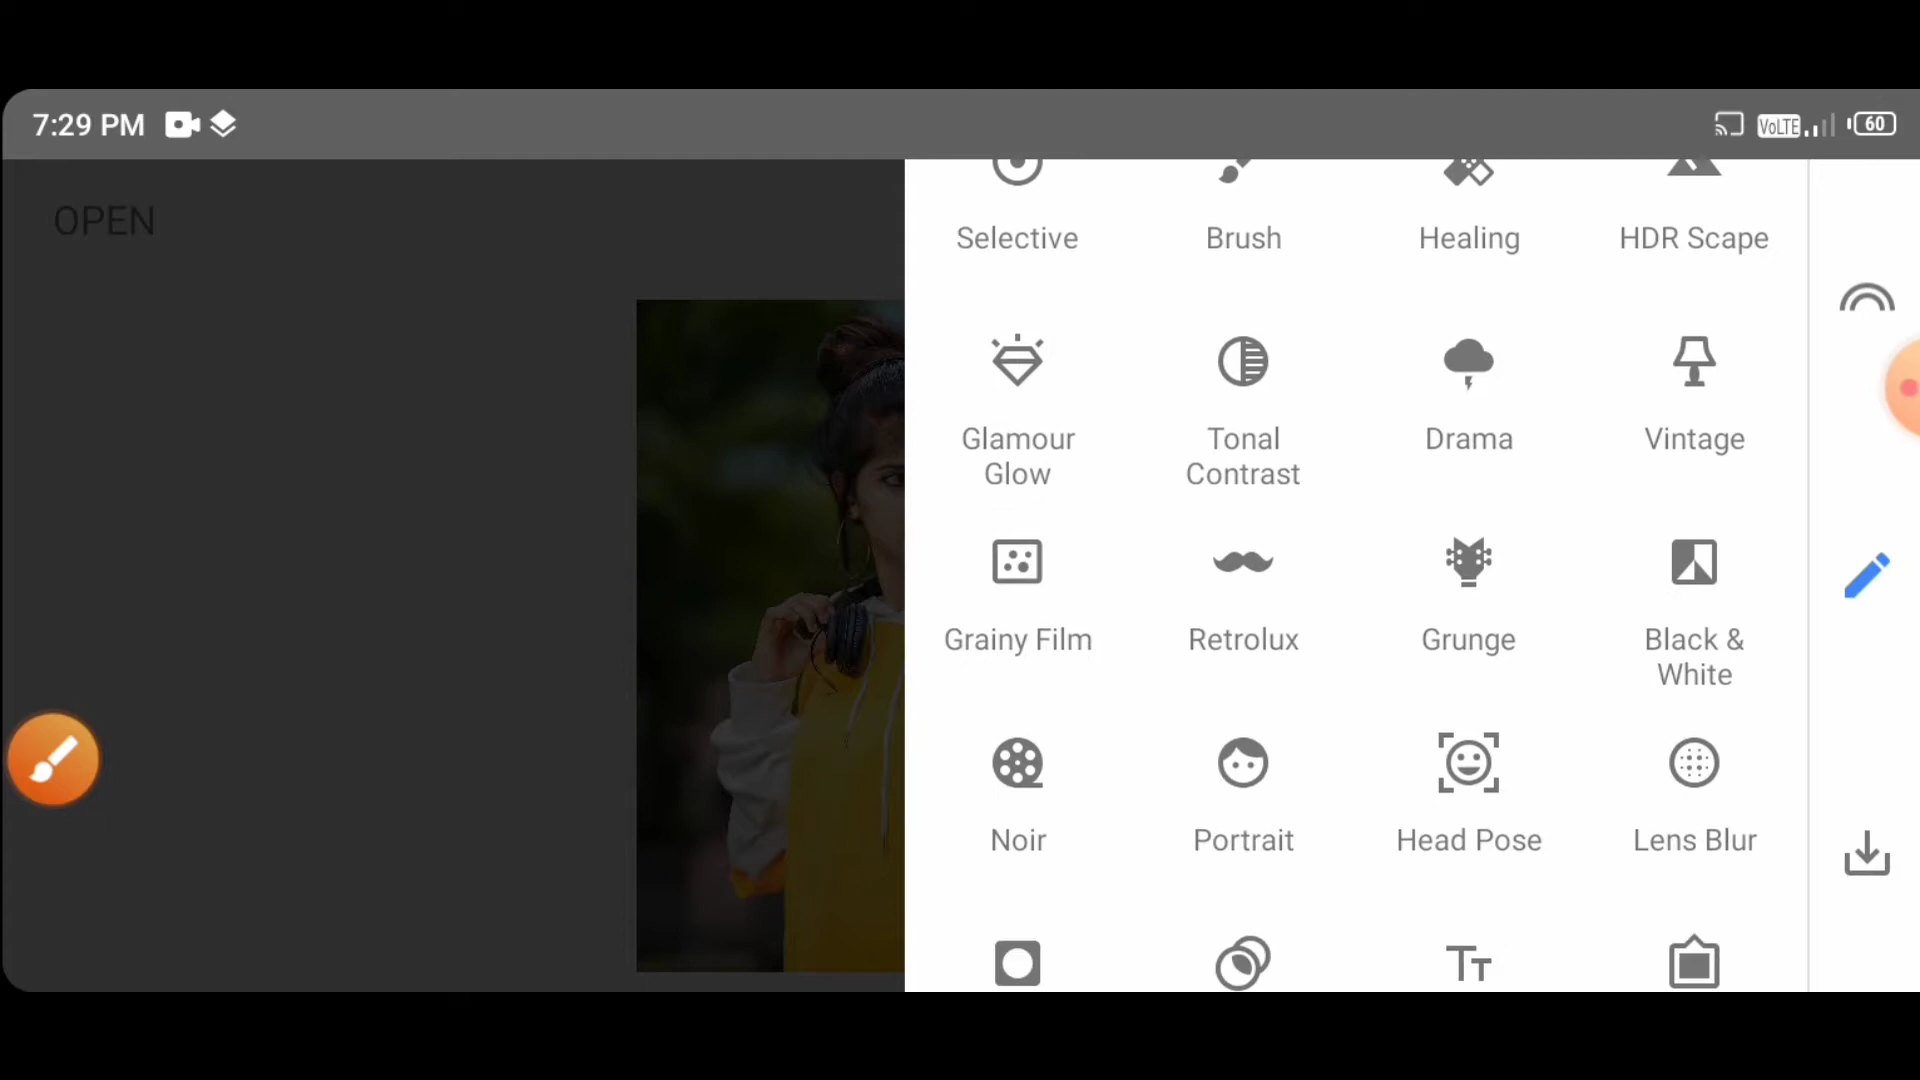 7:29 PM
VoLTE
60
OPEN
Selective
Brush
Healing
HDR Scape
Glamour
Glow
Tonal
Contrast
Drama
Vintage
Grainy Film
Retrolux
Grunge
Black &
White
Noir
Portrait
Head Pose
Lens Blur
TT